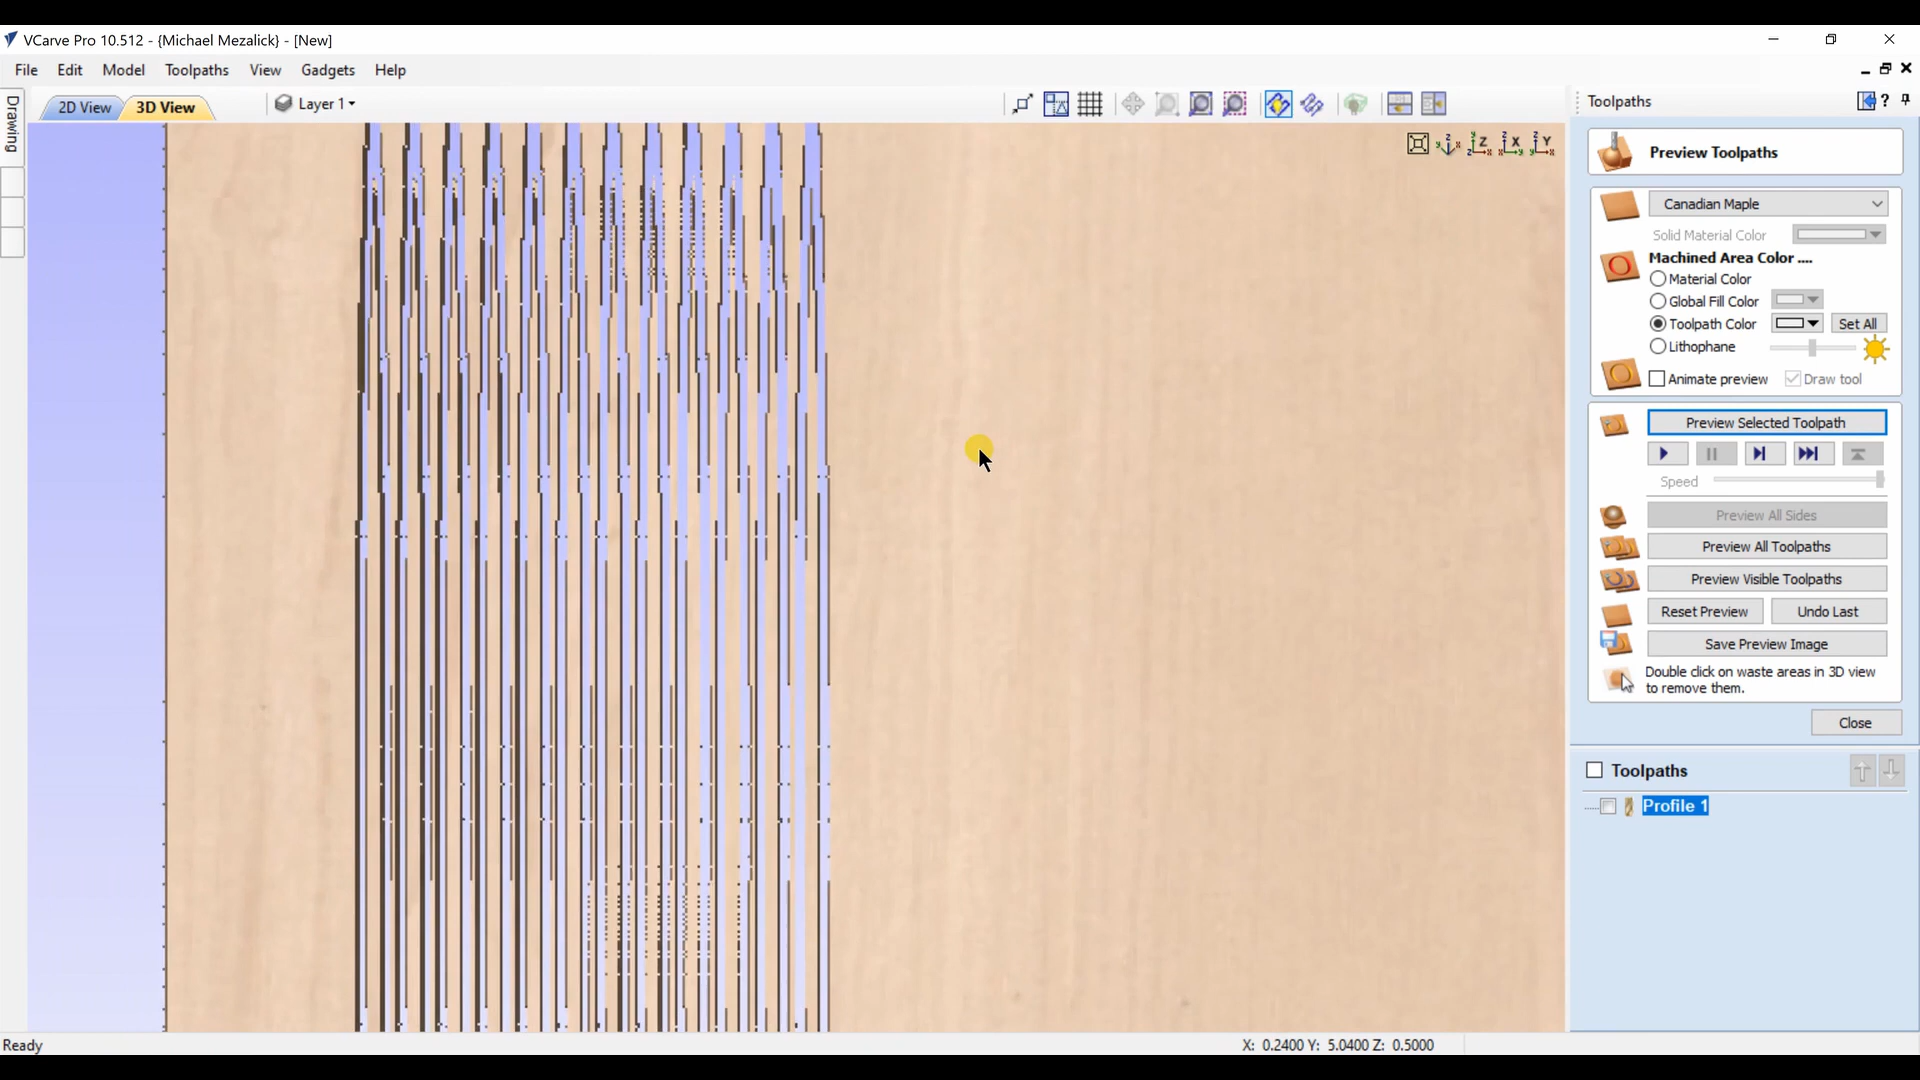 VCarve Pro 10.512 - {Michael Mezalick} - [New]
File Edit Model Toolpaths View Gadgets Help
Drawing
2D View 3D View Layer 1
Toolpaths
Preview Toolpaths
Canadian Maple
Solid Material Color
Machined Area Color ....
Material Color
Global Fill Color
Toolpath Color Set All
Lithophane
Animate preview Draw tool
Preview Selected Toolpath
Speed
Preview All Sides
Preview All Toolpaths
Preview Visible Toolpaths
Reset Preview Undo Last
Save Preview Image
Double click on waste areas in 3D view
to remove them.
Close
Toolpaths
Profile 1
Ready X: 0.2400 Y: 5.0400 Z: 0.5000